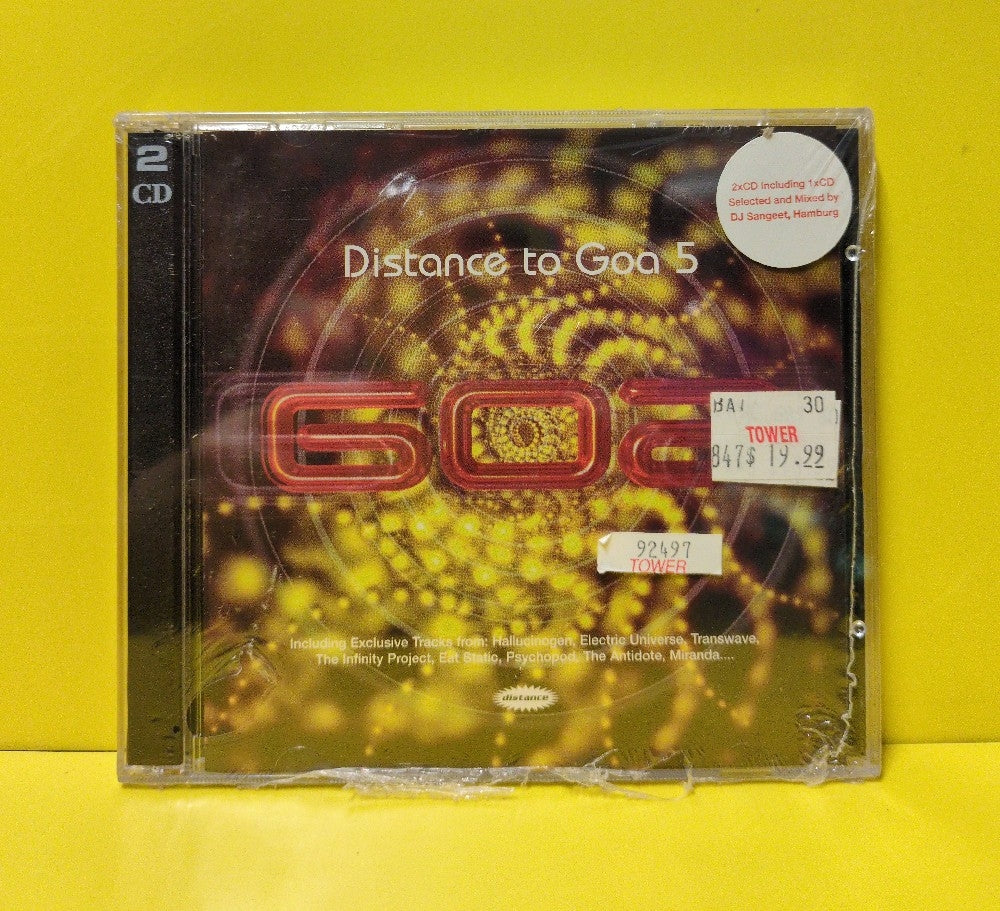 2
CD
2xCD Including 1xCD
Selected and Mixed by
DJ Sangeet, Hamburg
Distance to Goa 5
GOa
BAI 30
TOWER
847$ 19.99
92497
TOWER
Including Exclusive Tracks from: Hallucinogen, Electric Universe, Transwave,
The Infinity Project, Eat Static, Psychopod, The Antidote, Miranda....
distance